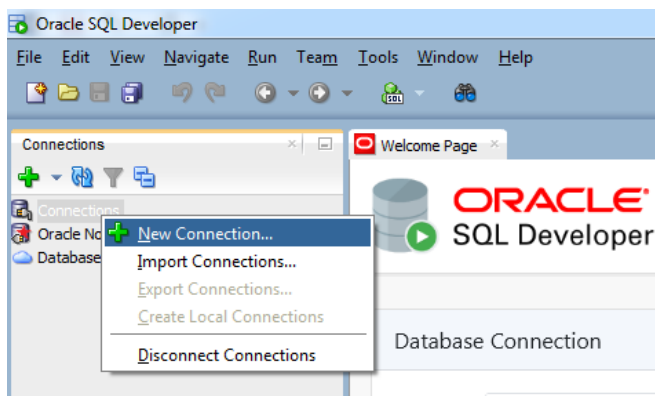 Oracle SQL Developer
File Edit View Navigate Run Team Tools Window Help
SQL
Connections
Welcome Page
Connections
Oracle No
Database
New Connection...
Import Connections...
Export Connections...
Create Local Connections
Disconnect Connections
ORACLE
SQL Developer
Database Connection